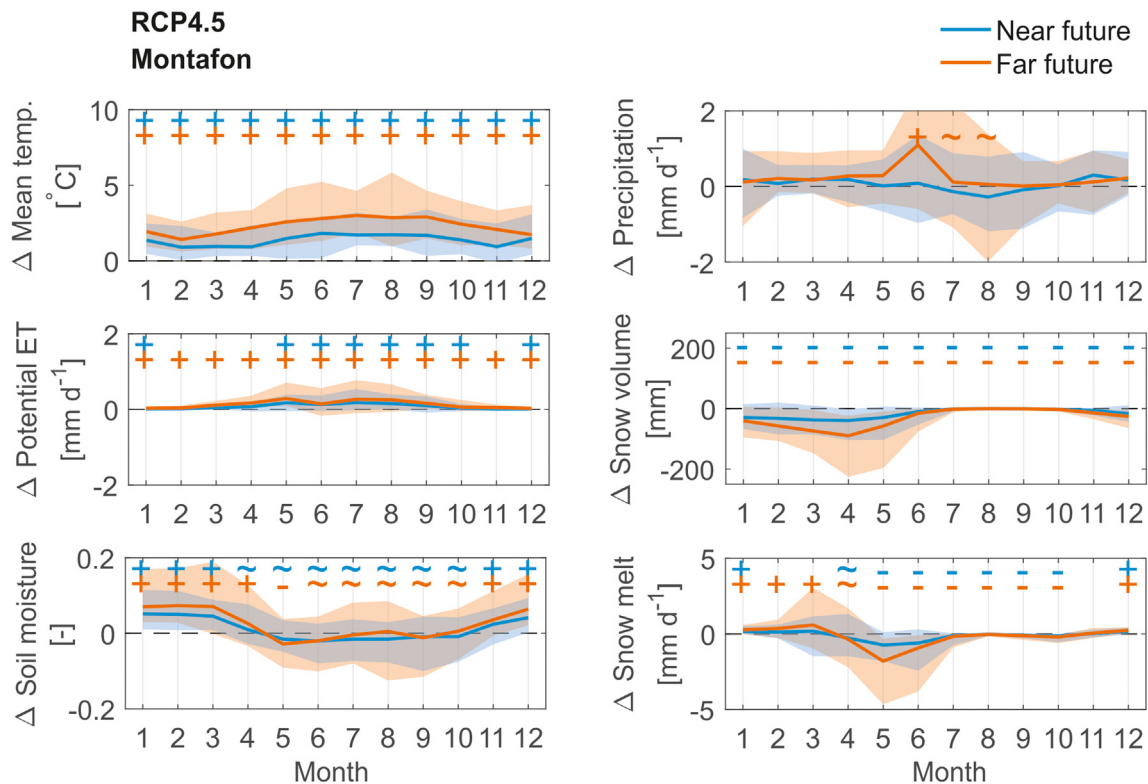 RCP4.5
Montafon
Near future
Far future
Δ Mean temp.
[°C]
10
5
0
+ + + + + + + + + + + +
+ + + + + + + + + + + +
1 2 3 4 5 6 7 8 9 10 11 12
Δ Precipitation
[mm d⁻¹]
2
0
-2
+ ~ ~
1 2 3 4 5 6 7 8 9 10 11 12
Δ Potential ET
[mm d⁻¹]
2
0
-2
+ + + + + + + +
+ + + + + + + + + + + +
1 2 3 4 5 6 7 8 9 10 11 12
Δ Snow volume
[mm]
200
0
-200
- - - - - - - - - - - -
- - - - - - - - - - - -
1 2 3 4 5 6 7 8 9 10 11 12
Δ Soil moisture
[-]
0.2
0
-0.2
+ + + ~ ~ ~ ~ ~ ~ ~ + +
+ + + + - ~ ~ ~ ~ ~ + +
1 2 3 4 5 6 7 8 9 10 11 12
Month
Δ Snow melt
[mm d⁻¹]
5
0
-5
+ ~ - - - - - - +
+ + + ~ - - - - - - +
1 2 3 4 5 6 7 8 9 10 11 12
Month